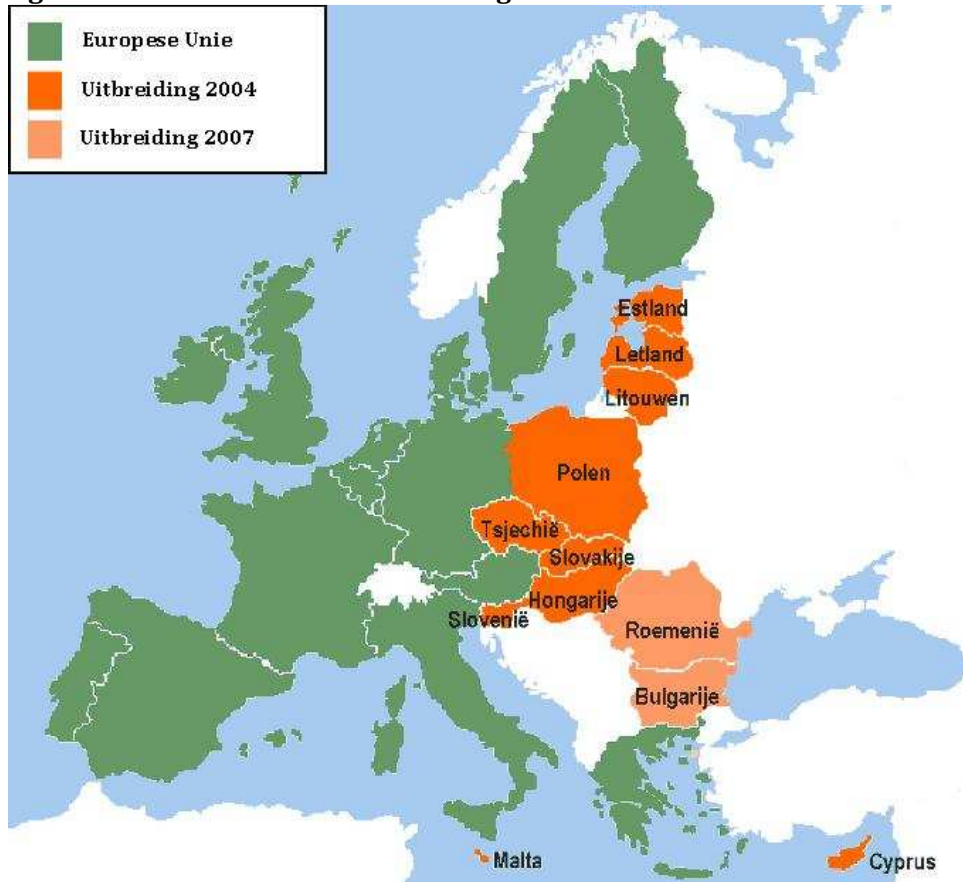 Europese Unie
Uitbreiding 2004
Uitbreiding 2007
Estland
Letland
Litouwen
Polen
Tsjechië
Slovakije
Hongarije
Slovenië
Roemenië
Bulgarije
Malta
Cyprus